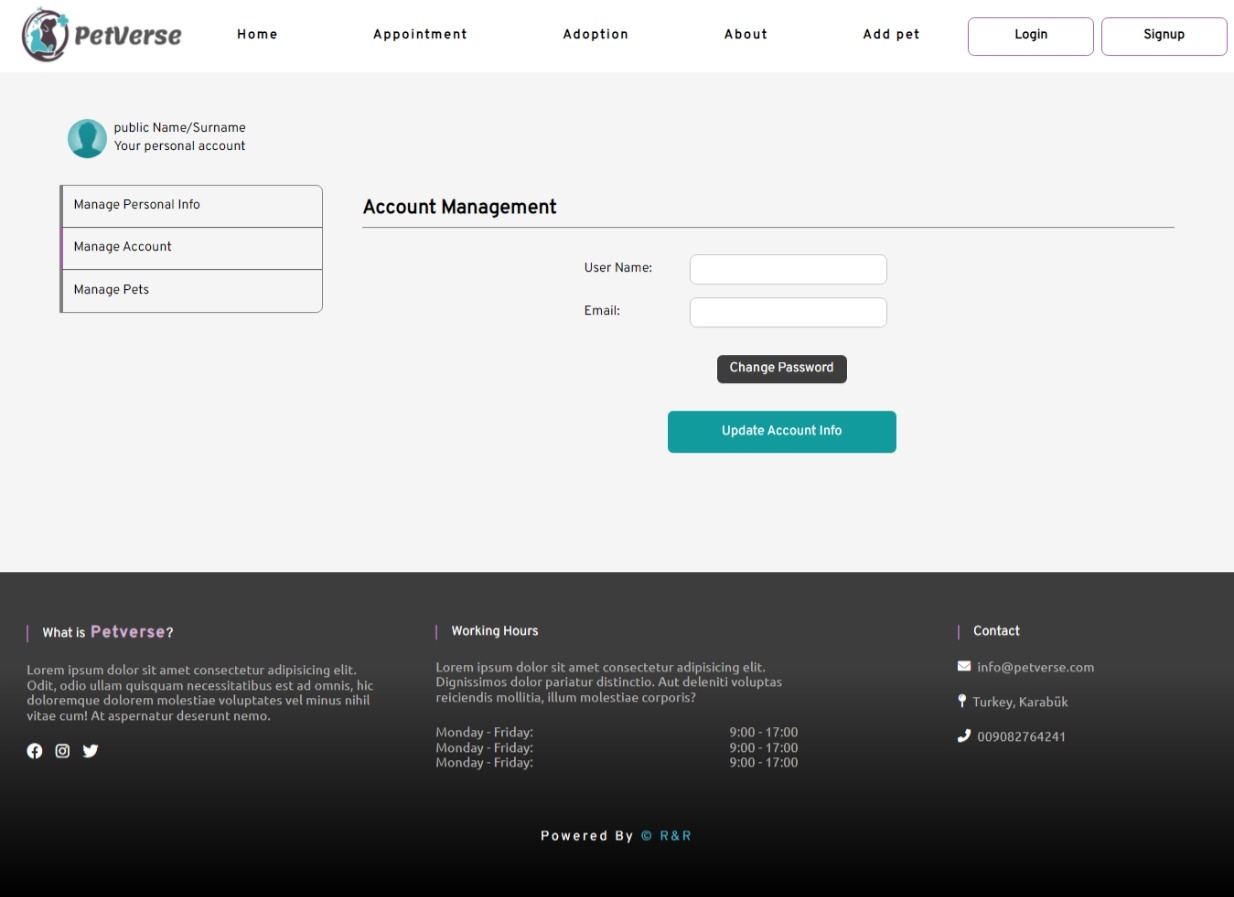 PetVerse
Home
Appointment
Adoption
About
Add pet
Login
Signup
public Name/Surname
Your personal account
Manage Personal Info
Manage Account
Manage Pets
Account Management
User Name:
Email:
Change Password
Update Account Info
What is Petverse?
Lorem ipsum dolor sit amet consectetur adipisicing elit.
Odit, odio ullam quisquam necessitatibus est ad omnis, hic
doloremque dolorem molestiae voluptates vel minus nihil
vitae cum! At aspernatur deserunt nemo.
Working Hours
Lorem ipsum dolor sit amet consectetur adipisicing elit.
Dignissimos dolor pariatur distinctio. Aut deleniti voluptas
reiciendis mollitia, illum molestiae corporis?
Monday - Friday: 9:00 - 17:00
Monday - Friday: 9:00 - 17:00
Monday - Friday: 9:00 - 17:00
Contact
info@petverse.com
Turkey, Karabük
009082764241
Powered By © R&R